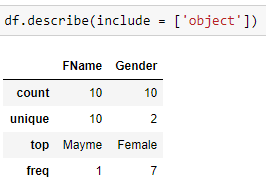 df.describe(include = ['object'])
FName Gender
count 10 10
unique 10 2
top Mayme Female
freq 1 7